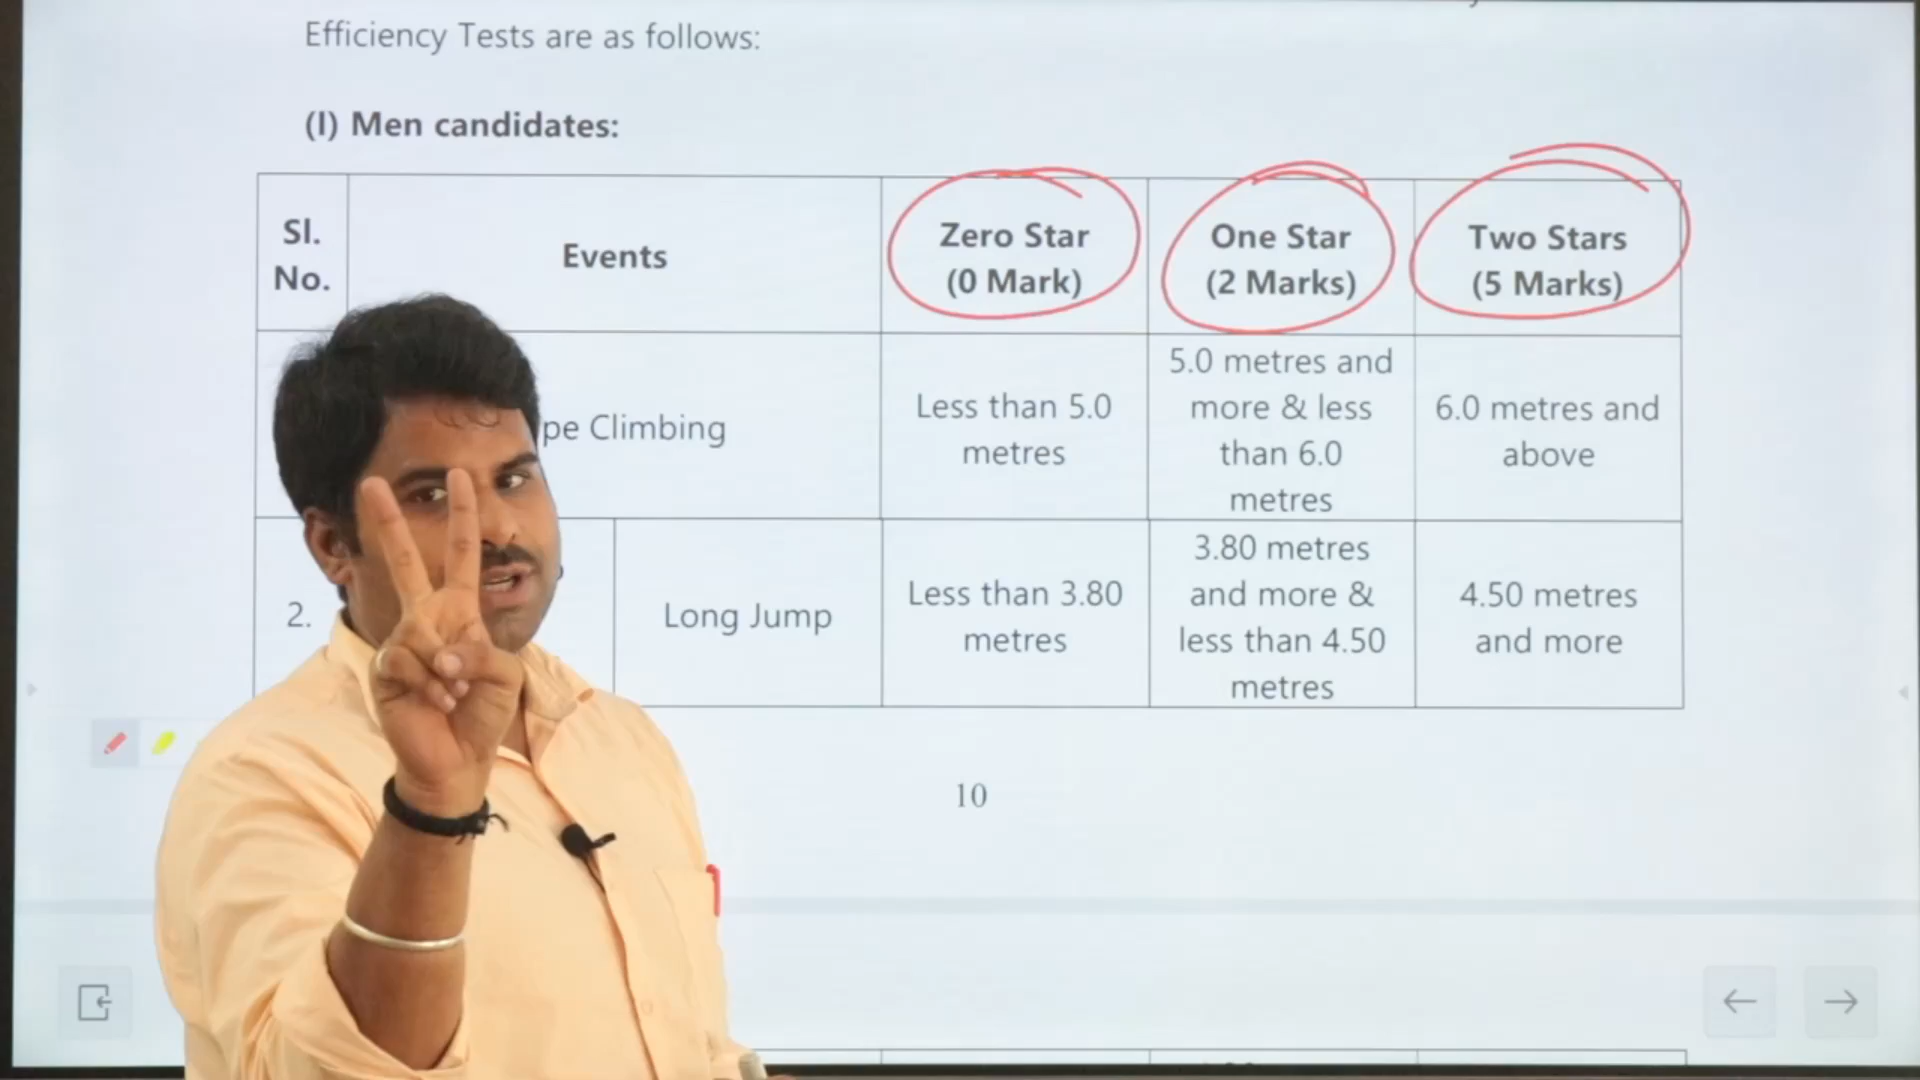 Efficiency Tests are as follows:
(I) Men candidates:
Sl.
No.
Events
Zero Star
(0 Mark)
One Star
(2 Marks)
Two Stars
(5 Marks)
pe Climbing
Less than 5.0
metres
5.0 metres and
more & less
than 6.0
metres
6.0 metres and
above
2.
Long Jump
Less than 3.80
metres
3.80 metres
and more &
less than 4.50
metres
4.50 metres
and more
10